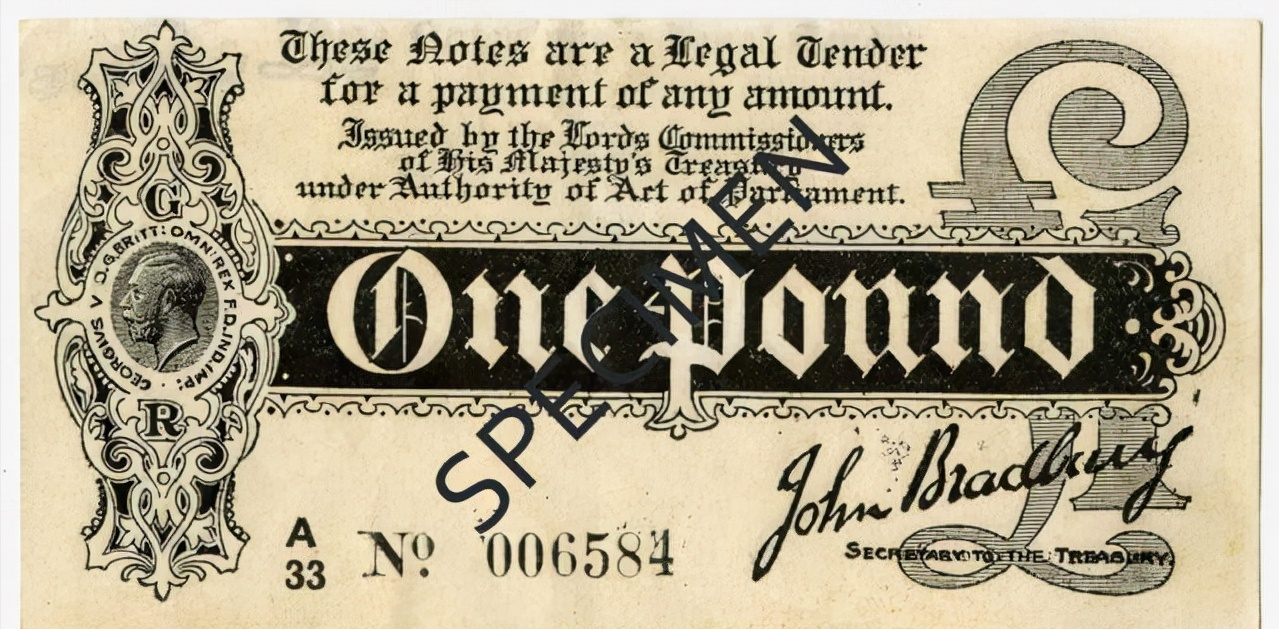 These Notes are a Legal Tender
for a payment of any amount.
Issued by the Lords Commissioners
of His Majesty's Treasury
under Authority of Act of Parliament.
£1
G
GEORGIVS V D.G.BRITT: OMN:REX F.D.IND:IMP:
R
One Pound
SPECIMEN
John Bradbury
SECRETARY TO THE TREASURY.
A
33 Nº 006584
£1